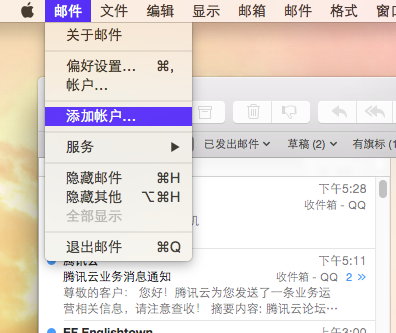 邮件 文件 编辑 显示 邮箱 邮件 格式 窗口
关于邮件
偏好设置… ⌘,
帐户…
添加帐户…
服务 ▶
隐藏邮件 ⌘H
隐藏其他 ⌥⌘H
全部显示
退出邮件 ⌘Q
已发出邮件 草稿 (2) 有旗标 (1
下午5:28
收件箱 - QQ
机
腾讯云 下午5:11
腾讯云业务消息通知 收件箱 - QQ 2 »
尊敬的客户: 您好！腾讯云为您发送了一条业务运
营相关信息，请注意查收！ 摘要内容: 腾讯云论坛…
EF Englishtown 下午3:00